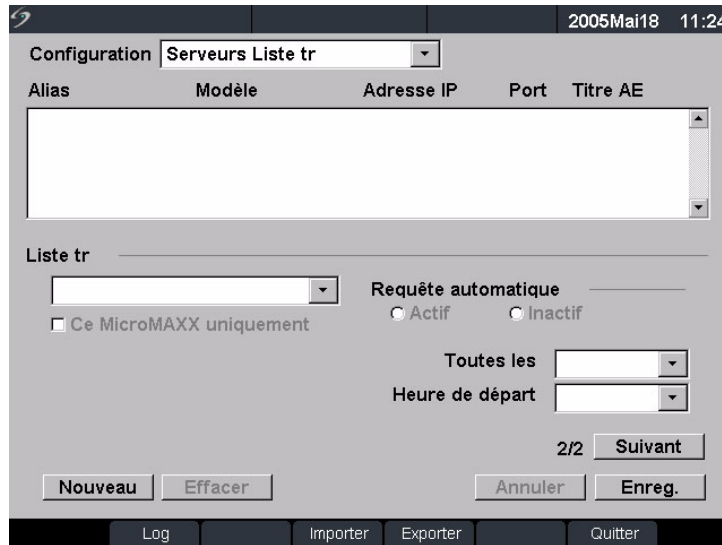 2005Mai18 11:24
Configuration Serveurs Liste tr
Alias Modèle Adresse IP Port Titre AE
Liste tr
Requête automatique
Ce MicroMAXX uniquement
Actif Inactif
Toutes les
Heure de départ
2/2 Suivant
Nouveau Effacer Annuler Enreg.
Log Importer Exporter Quitter